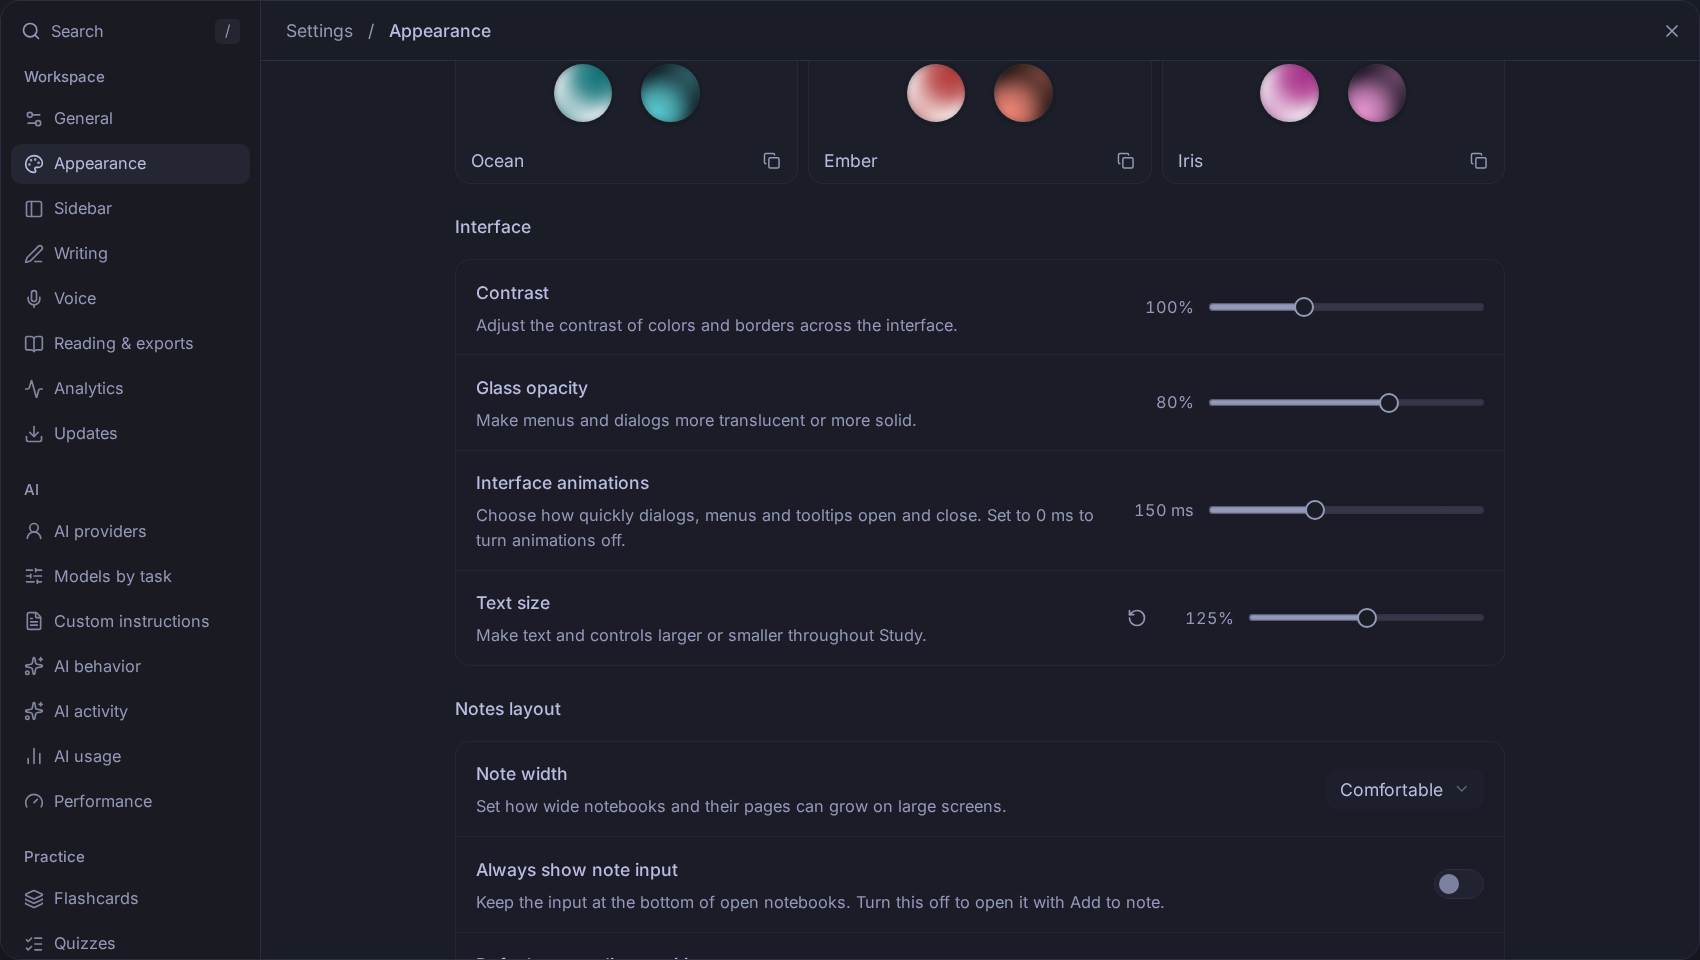 Search
/
Workspace
General
Appearance
Sidebar
Writing
Voice
Reading & exports
Analytics
Updates
AI
AI providers
Models by task
Custom instructions
AI behavior
AI activity
AI usage
Performance
Practice
Flashcards
Quizzes
Settings / Appearance
Ocean
Ember
Iris
Interface
Contrast
Adjust the contrast of colors and borders across the interface.
100%
Glass opacity
Make menus and dialogs more translucent or more solid.
80%
Interface animations
Choose how quickly dialogs, menus and tooltips open and close. Set to 0 ms to
turn animations off.
150 ms
Text size
Make text and controls larger or smaller throughout Study.
125%
Notes layout
Note width
Set how wide notebooks and their pages can grow on large screens.
Comfortable
Always show note input
Keep the input at the bottom of open notebooks. Turn this off to open it with Add to note.